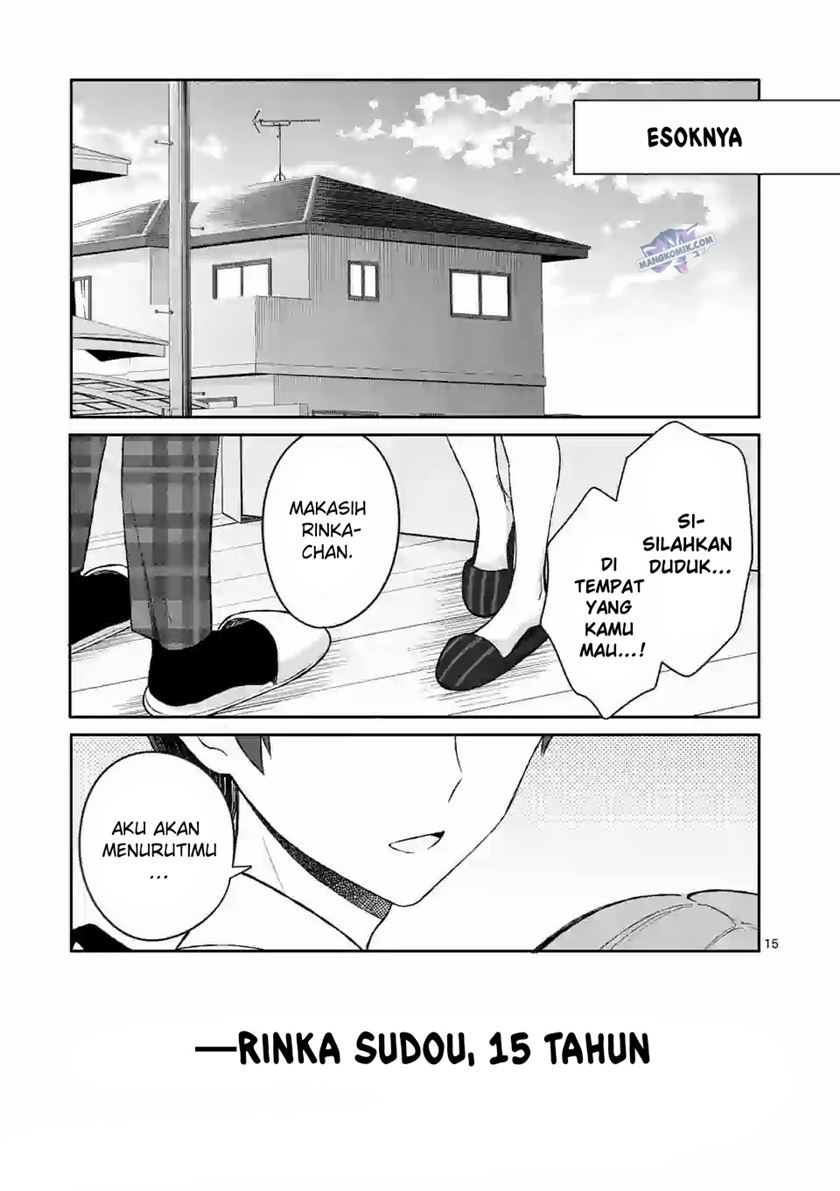 ESOKNYA
MANGKOMIK.COM
SI-
SILAHKAN
DUDUK...
DI
TEMPAT
YANG
KAMU
MAU...!
MAKASIH
RINKA-
CHAN.
AKU AKAN
MENURUTIMU
...
15
—RINKA SUDOU, 15 TAHUN